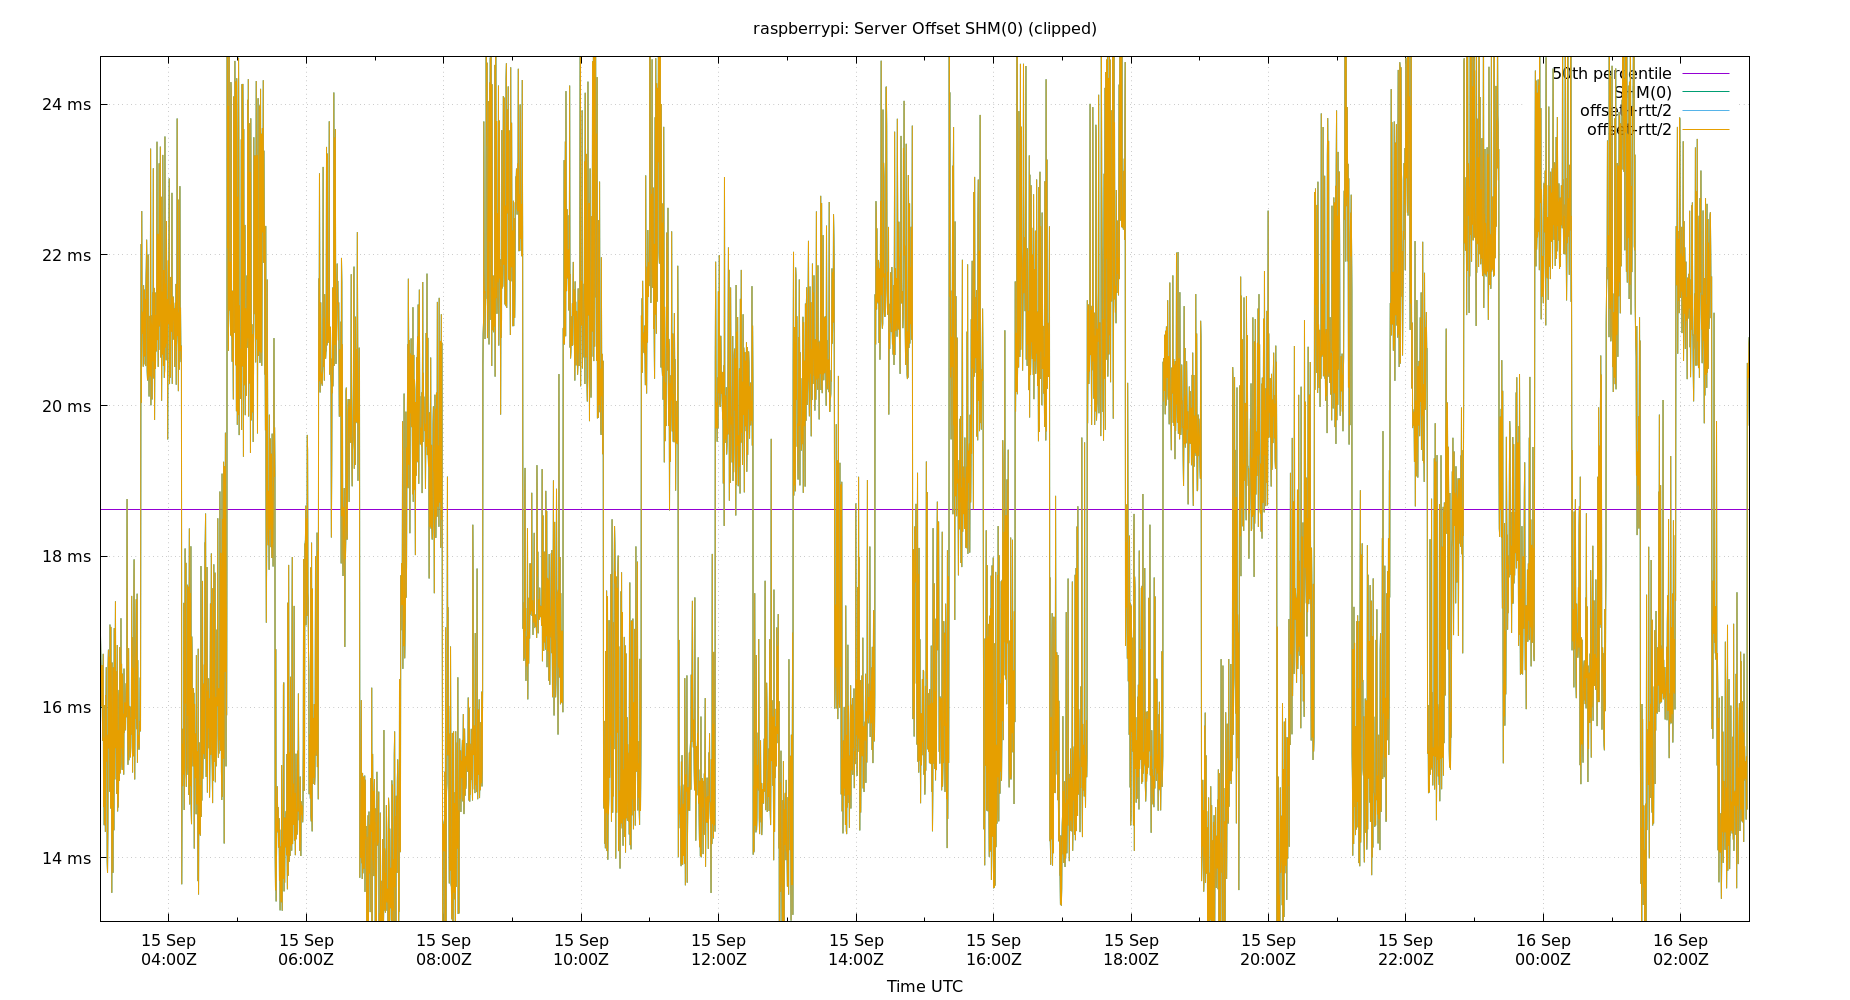 raspberrypi: Server Offset SHM(0) (clipped)
50th percentile
SHM(0)
offset-rtt/2
offset-rtt/2
24 ms
22 ms
20 ms
18 ms
16 ms
14 ms
15 Sep 15 Sep 15 Sep 15 Sep 15 Sep 15 Sep 15 Sep 15 Sep 15 Sep 15 Sep 16 Sep 16 Sep
04:00Z 06:00Z 08:00Z 10:00Z 12:00Z 14:00Z 16:00Z 18:00Z 20:00Z 22:00Z 00:00Z 02:00Z
Time UTC